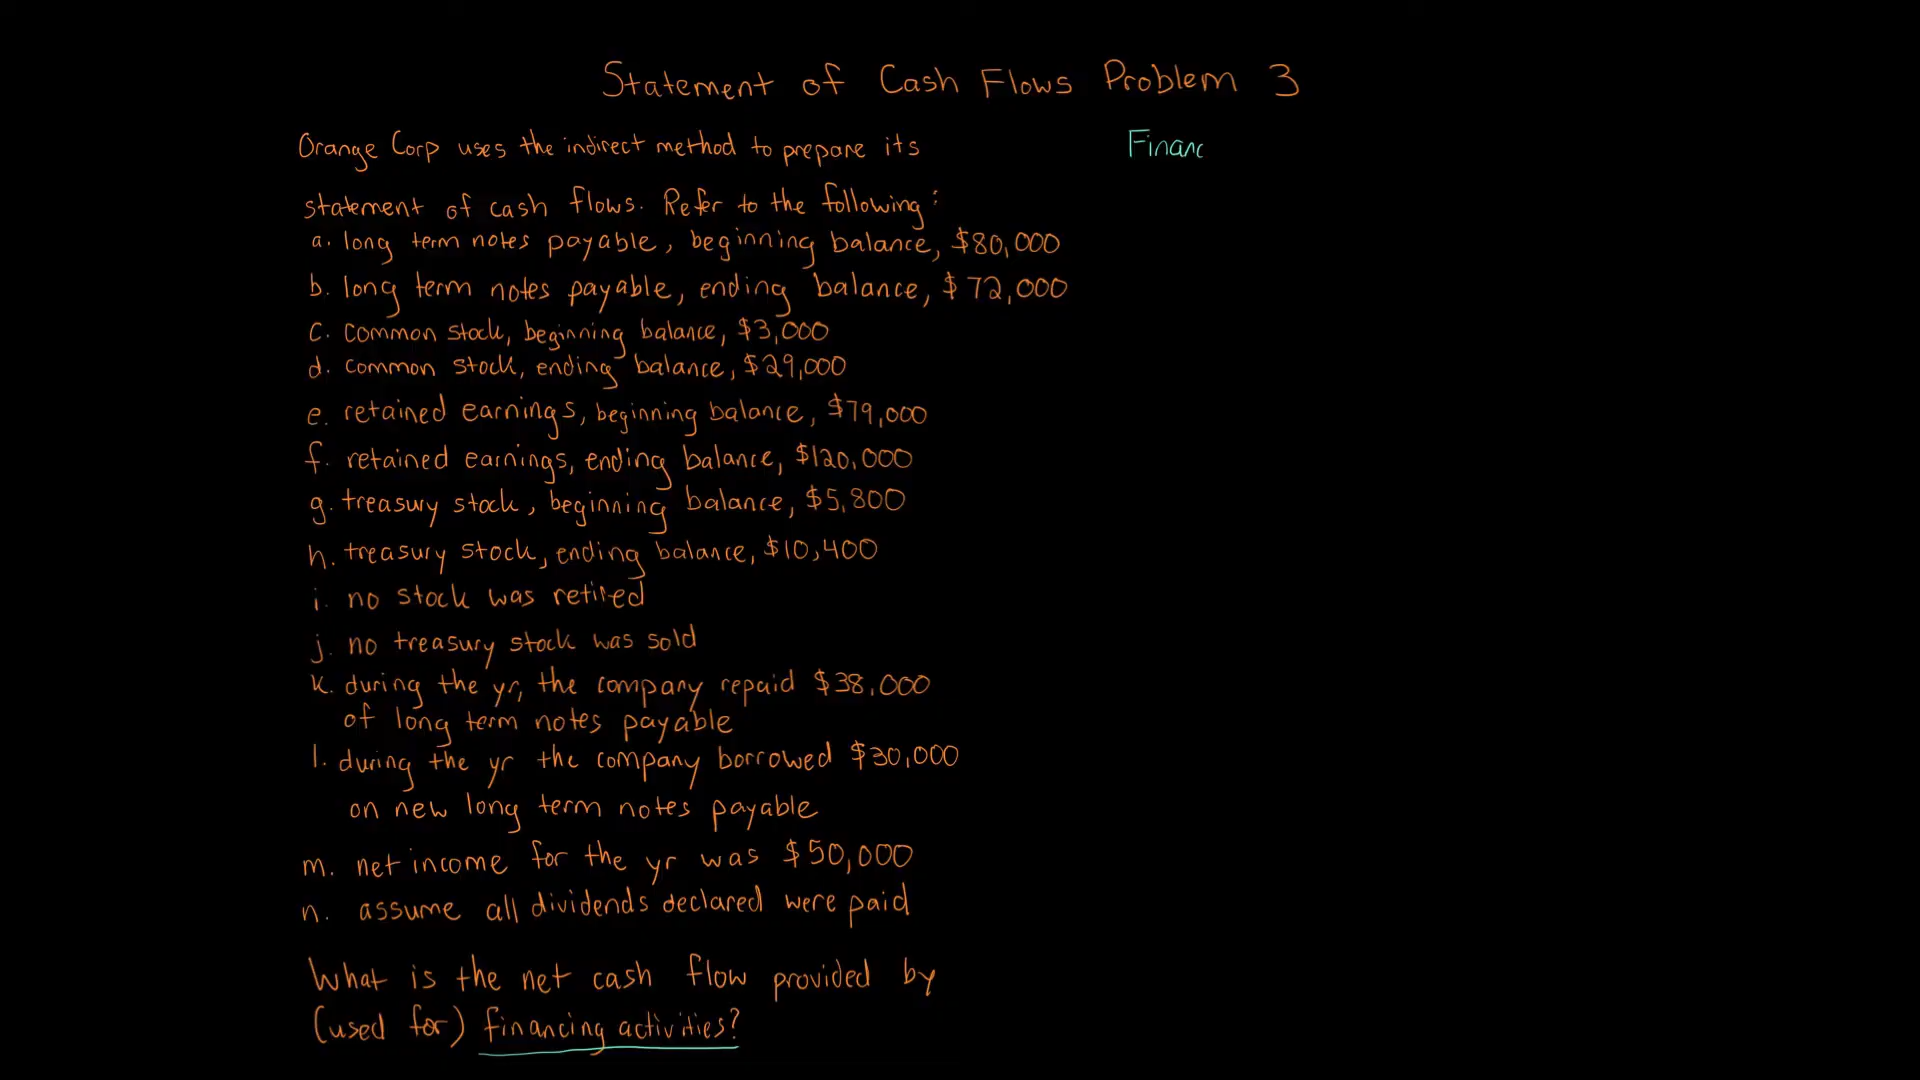 Statement of Cash Flows Problem 3
Orange Corp uses the indirect method to prepare its
statement of cash flows. Refer to the following:
a. long term notes payable, beginning balance, $80,000
b. long term notes payable, ending balance, $72,000
c. common stock, beginning balance, $3,000
d. common stock, ending balance, $29,000
e. retained earnings, beginning balance, $79,000
f. retained earnings, ending balance, $120,000
g. treasury stock, beginning balance, $5,800
h. treasury stock, ending balance, $10,400
i. no stock was retired
j. no treasury stock was sold
k. during the yr, the company repaid $38,000
of long term notes payable
l. during the yr the company borrowed $30,000
on new long term notes payable
m. net income for the yr was $50,000
n. assume all dividends declared were paid
What is the net cash flow provided by
(used for) financing activities?
Financ